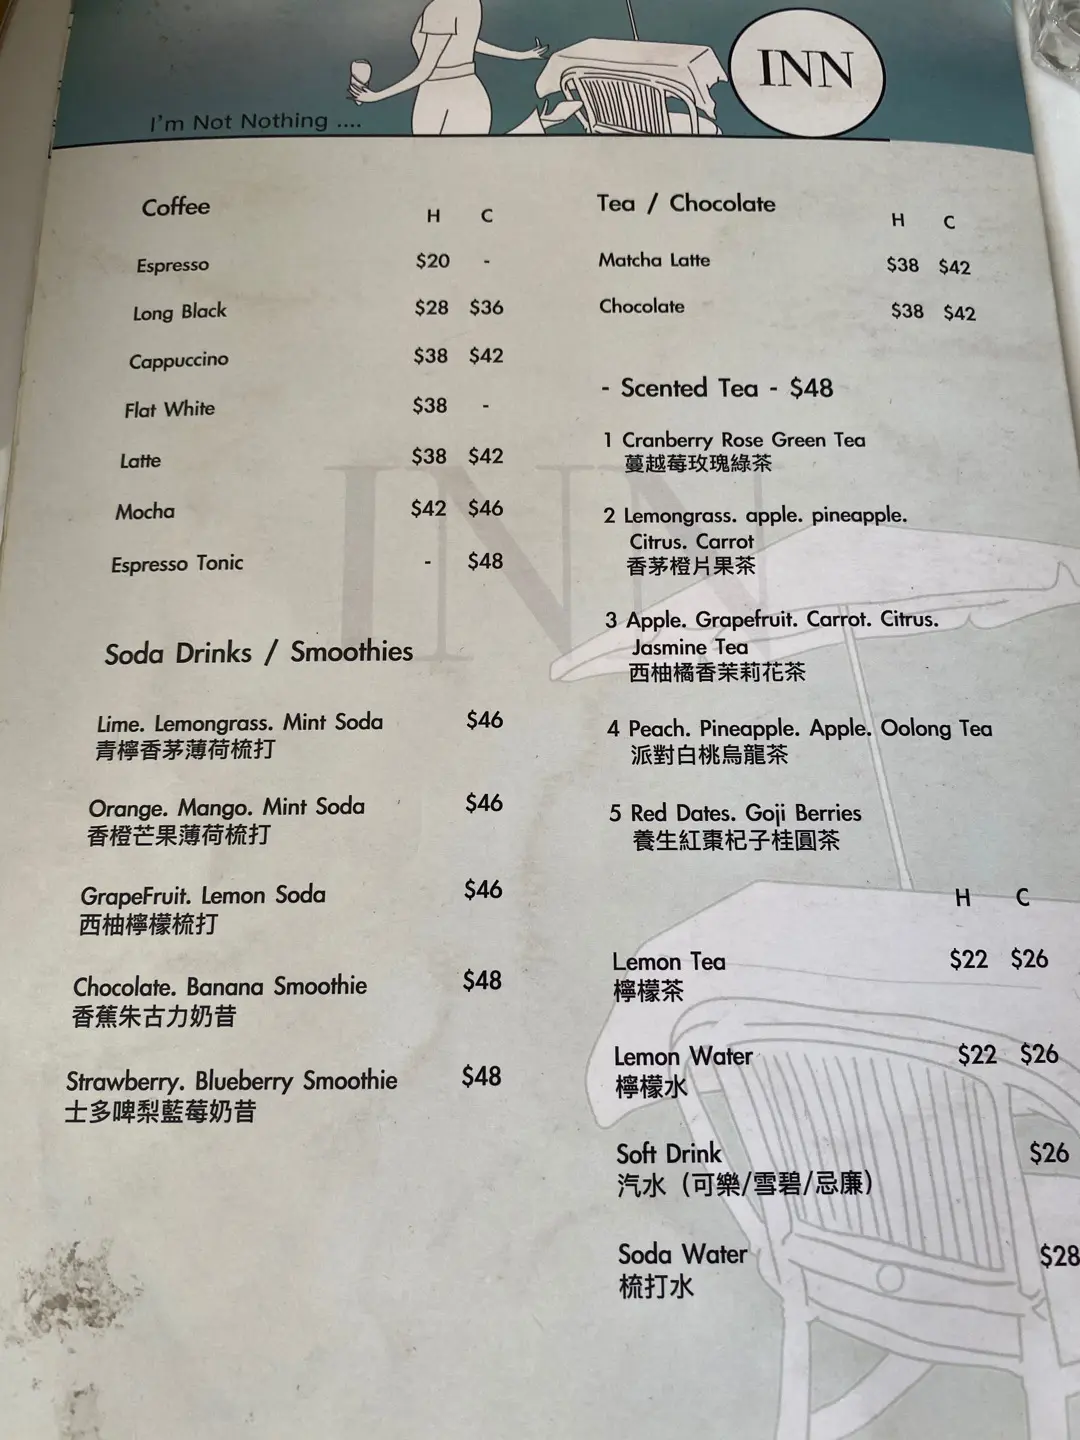 I'm Not Nothing ....
INN
Coffee H C
Espresso $20 -
Long Black $28 $36
Cappuccino $38 $42
Flat White $38 -
Latte $38 $42
Mocha $42 $46
Espresso Tonic - $48
Soda Drinks / Smoothies
Lime. Lemongrass. Mint Soda $46
青檸香茅薄荷梳打
Orange. Mango. Mint Soda $46
香橙芒果薄荷梳打
GrapeFruit. Lemon Soda $46
西柚檸檬梳打
Chocolate. Banana Smoothie $48
香蕉朱古力奶昔
Strawberry. Blueberry Smoothie $48
士多啤梨藍莓奶昔
Tea / Chocolate H C
Matcha Latte $38 $42
Chocolate $38 $42
- Scented Tea - $48
1 Cranberry Rose Green Tea
蔓越莓玫瑰綠茶
2 Lemongrass. apple. pineapple.
Citrus. Carrot
香茅橙片果茶
3 Apple. Grapefruit. Carrot. Citrus.
Jasmine Tea
西柚橘香茉莉花茶
4 Peach. Pineapple. Apple. Oolong Tea
派對白桃烏龍茶
5 Red Dates. Goji Berries
養生紅棗杞子桂圓茶
H C
Lemon Tea $22 $26
檸檬茶
Lemon Water $22 $26
檸檬水
Soft Drink $26
汽水（可樂/雪碧/忌廉）
Soda Water $28
梳打水
INN